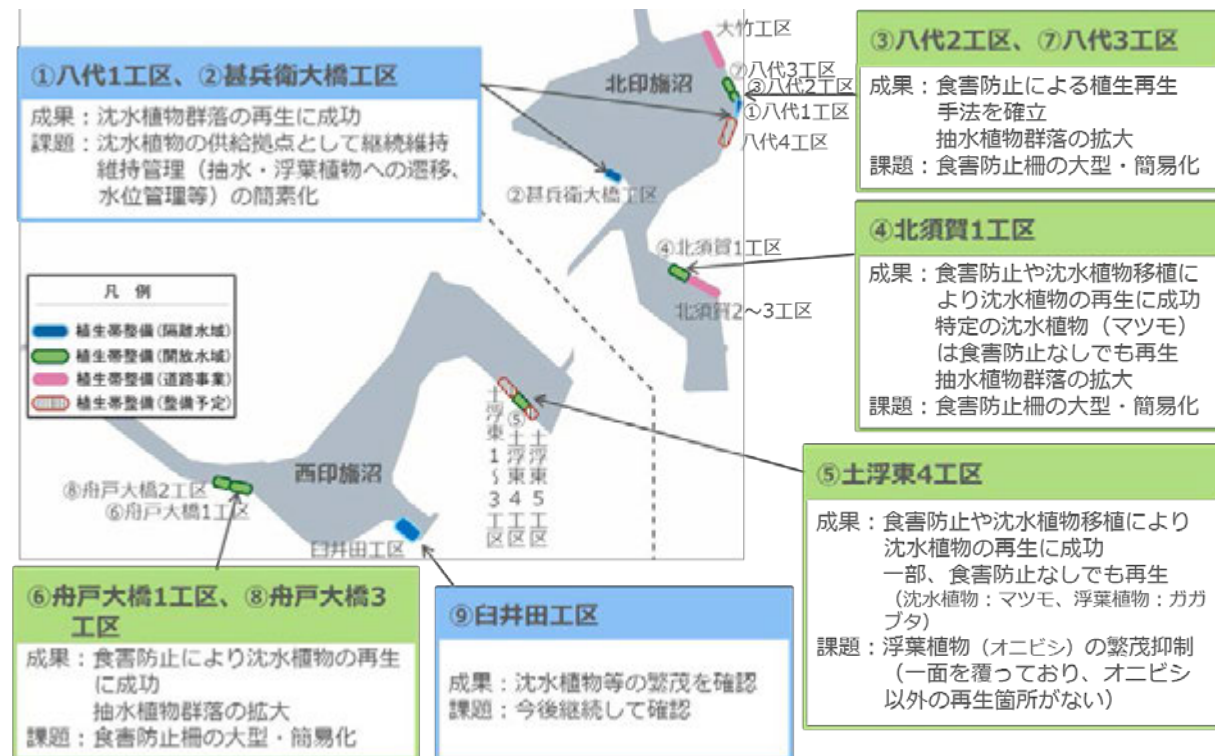 ①八代1工区、②甚兵衛大橋工区
成果：沈水植物群落の再生に成功
課題：沈水植物の供給拠点として継続維持
維持管理（抽水・浮葉植物への遷移、
水位管理等）の簡素化
大竹工区
北印旛沼
⑦八代3工区
③八代2工区
①八代1工区
八代4工区
②甚兵衛大橋工区
④北須賀1工区
北須賀2～3工区
③八代2工区、⑦八代3工区
成果：食害防止による植生再生
手法を確立
抽水植物群落の拡大
課題：食害防止柵の大型・簡易化
④北須賀1工区
成果：食害防止や沈水植物移植に
より沈水植物の再生に成功
特定の沈水植物（マツモ）
は食害防止なしでも再生
抽水植物群落の拡大
課題：食害防止柵の大型・簡易化
凡 例
植生帯整備(隔離水域)
植生帯整備(開放水域)
植生帯整備(道路事業)
植生帯整備(整備予定)
西印旛沼
土浮東1～3工区
⑤土浮東4工区
土浮東5工区
⑧舟戸大橋2工区
⑥舟戸大橋1工区
臼井田工区
⑤土浮東4工区
成果：食害防止や沈水植物移植により
沈水植物の再生に成功
一部、食害防止なしでも再生
（沈水植物：マツモ、浮葉植物：ガガ
ブタ）
課題：浮葉植物（オニビシ）の繁茂抑制
（一面を覆っており、オニビシ
以外の再生箇所がない）
⑥舟戸大橋1工区、⑧舟戸大橋3
工区
成果：食害防止により沈水植物の再生
に成功
抽水植物群落の拡大
課題：食害防止柵の大型・簡易化
⑨臼井田工区
成果：沈水植物等の繁茂を確認
課題：今後継続して確認